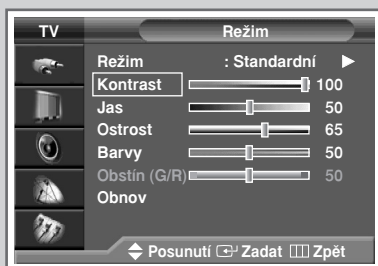 TV Režim
Režim : Standardní
Kontrast 100
Jas 50
Ostrost 65
Barvy 50
Obstín (G/R) 50
Obnov
Posunutí Zadat Zpět